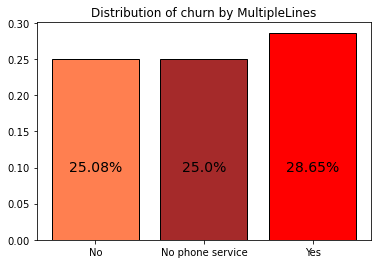 Distribution of churn by MultipleLines
0.30
0.25
0.20
0.15
0.10
0.05
0.00
25.08%
25.0%
28.65%
No
No phone service
Yes